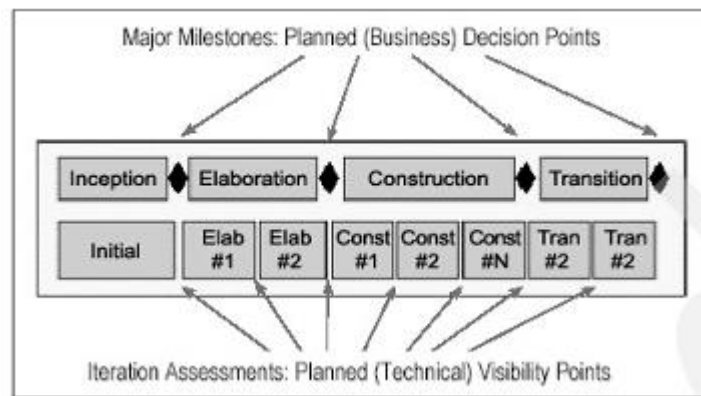 Major Milestones: Planned (Business) Decision Points
Inception Elaboration Construction Transition
Initial Elab #1 Elab #2 Const #1 Const #2 Const #N Tran #2 Tran #2
Iteration Assessments: Planned (Technical) Visibility Points